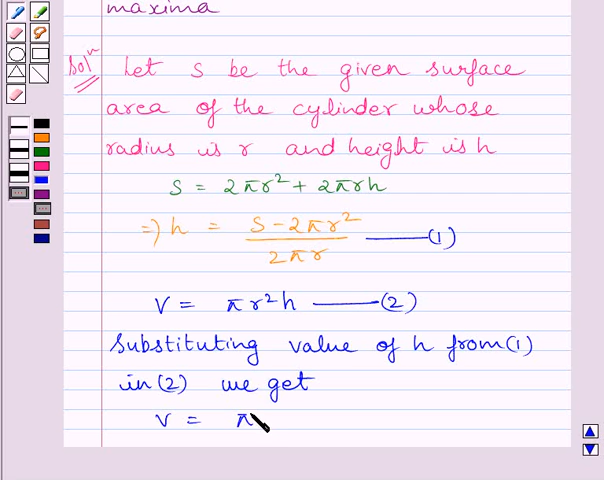 maxima
Solⁿ Let S be the given surface
area of the cylinder whose
radius is r and height is h
S = 2πr² + 2πrh
=> h = (S - 2πr²)/(2πr) ——(1)
V = πr²h ——(2)
Substituting value of h from (1)
in (2) we get
V = π